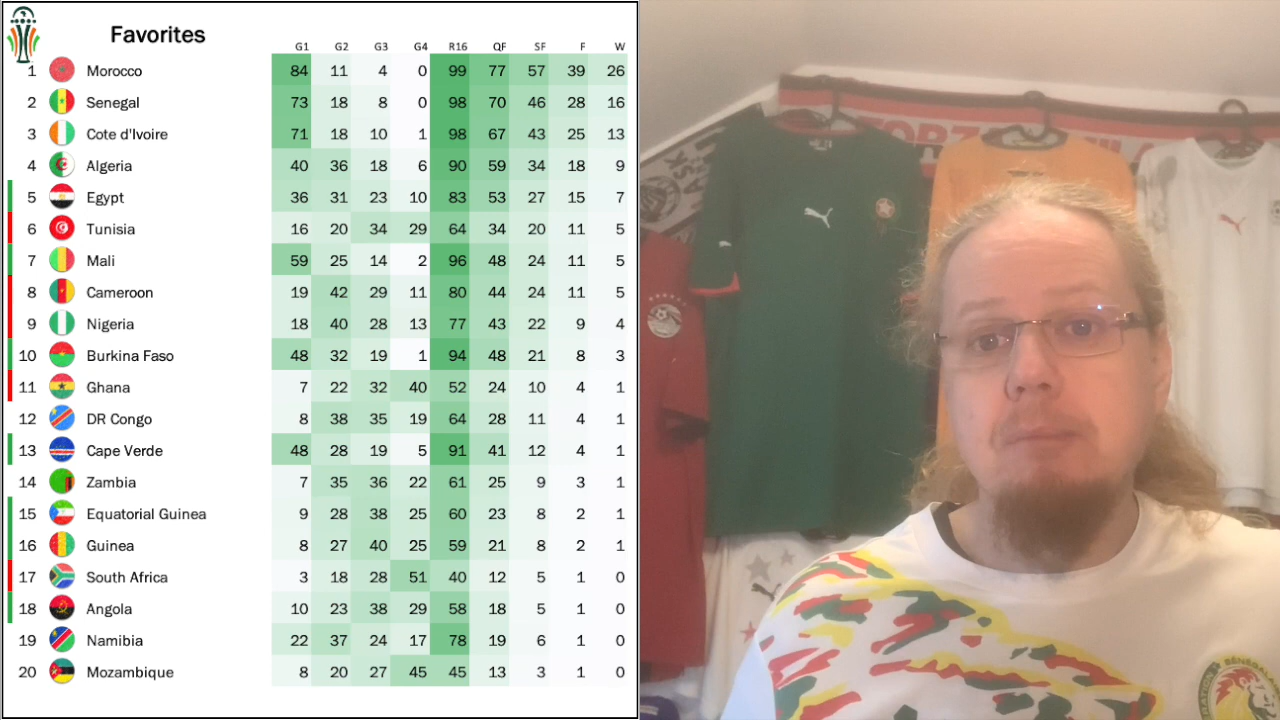 Favorites
G1 G2 G3 G4 R16 QF SF F W
1 Morocco 84 11 4 0 99 77 57 39 26
2 Senegal 73 18 8 0 98 70 46 28 16
3 Cote d'Ivoire 71 18 10 1 98 67 43 25 13
4 Algeria 40 36 18 6 90 59 34 18 9
5 Egypt 36 31 23 10 83 53 27 15 7
6 Tunisia 16 20 34 29 64 34 20 11 5
7 Mali 59 25 14 2 96 48 24 11 5
8 Cameroon 19 42 29 11 80 44 24 11 5
9 Nigeria 18 40 28 13 77 43 22 9 4
10 Burkina Faso 48 32 19 1 94 48 21 8 3
11 Ghana 7 22 32 40 52 24 10 4 1
12 DR Congo 8 38 35 19 64 28 11 4 1
13 Cape Verde 48 28 19 5 91 41 12 4 1
14 Zambia 7 35 36 22 61 25 9 3 1
15 Equatorial Guinea 9 28 38 25 60 23 8 2 1
16 Guinea 8 27 40 25 59 21 8 2 1
17 South Africa 3 18 28 51 40 12 5 1 0
18 Angola 10 23 38 29 58 18 5 1 0
19 Namibia 22 37 24 17 78 19 6 1 0
20 Mozambique 8 20 27 45 45 13 3 1 0